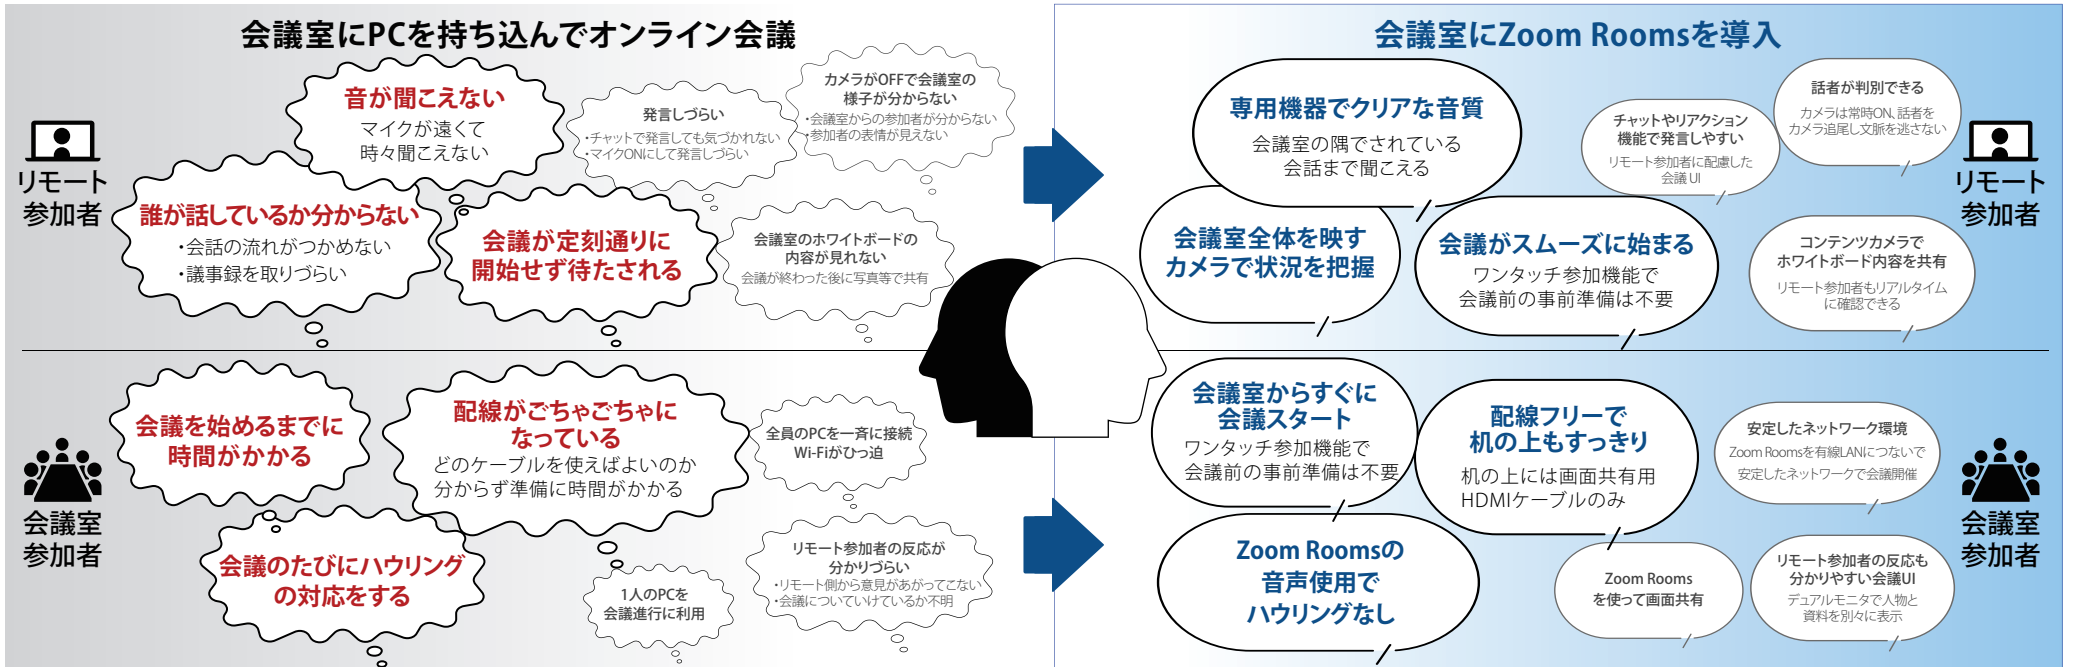 会議室にPCを持ち込んでオンライン会議
リモート
参加者
音が聞こえない
マイクが遠くて
時々聞こえない
発言しづらい
・チャットで発言しても気づかれない
・マイクONにして発言しづらい
カメラがOFFで会議室の
様子が分からない
・会議室からの参加者が分からない
・参加者の表情が見えない
誰が話しているか分からない
・会話の流れがつかめない
・議事録を取りづらい
会議が定刻通りに
開始せず待たされる
会議室のホワイトボードの
内容が見れない
会議が終わった後に写真等で共有
会議室
参加者
会議を始めるまでに
時間がかかる
配線がごちゃごちゃに
なっている
どのケーブルを使えばよいのか
分からず準備に時間がかかる
全員のPCを一斉に接続
Wi-Fiがひっ迫
会議のたびにハウリング
の対応をする
1人のPCを
会議進行に利用
リモート参加者の反応が
分かりづらい
・リモート側から意見があがってこない
・会議についていけているか不明
会議室にZoom Roomsを導入
専用機器でクリアな音質
会議室の隅でされている
会話まで聞こえる
チャットやリアクション
機能で発言しやすい
リモート参加者に配慮した
会議UI
話者が判別できる
カメラは常時ON、話者を
カメラ追尾し文脈を逃さない
リモート
参加者
会議室全体を映す
カメラで状況を把握
会議がスムーズに始まる
ワンタッチ参加機能で
会議前の事前準備は不要
コンテンツカメラで
ホワイトボード内容を共有
リモート参加者もリアルタイム
に確認できる
会議室からすぐに
会議スタート
ワンタッチ参加機能で
会議前の事前準備は不要
配線フリーで
机の上もすっきり
机の上には画面共有用
HDMIケーブルのみ
安定したネットワーク環境
Zoom Roomsを有線LANにつないで
安定したネットワークで会議開催
会議室
参加者
Zoom Roomsの
音声使用で
ハウリングなし
Zoom Rooms
を使って画面共有
リモート参加者の反応も
分かりやすい会議UI
デュアルモニタで人物と
資料を別々に表示